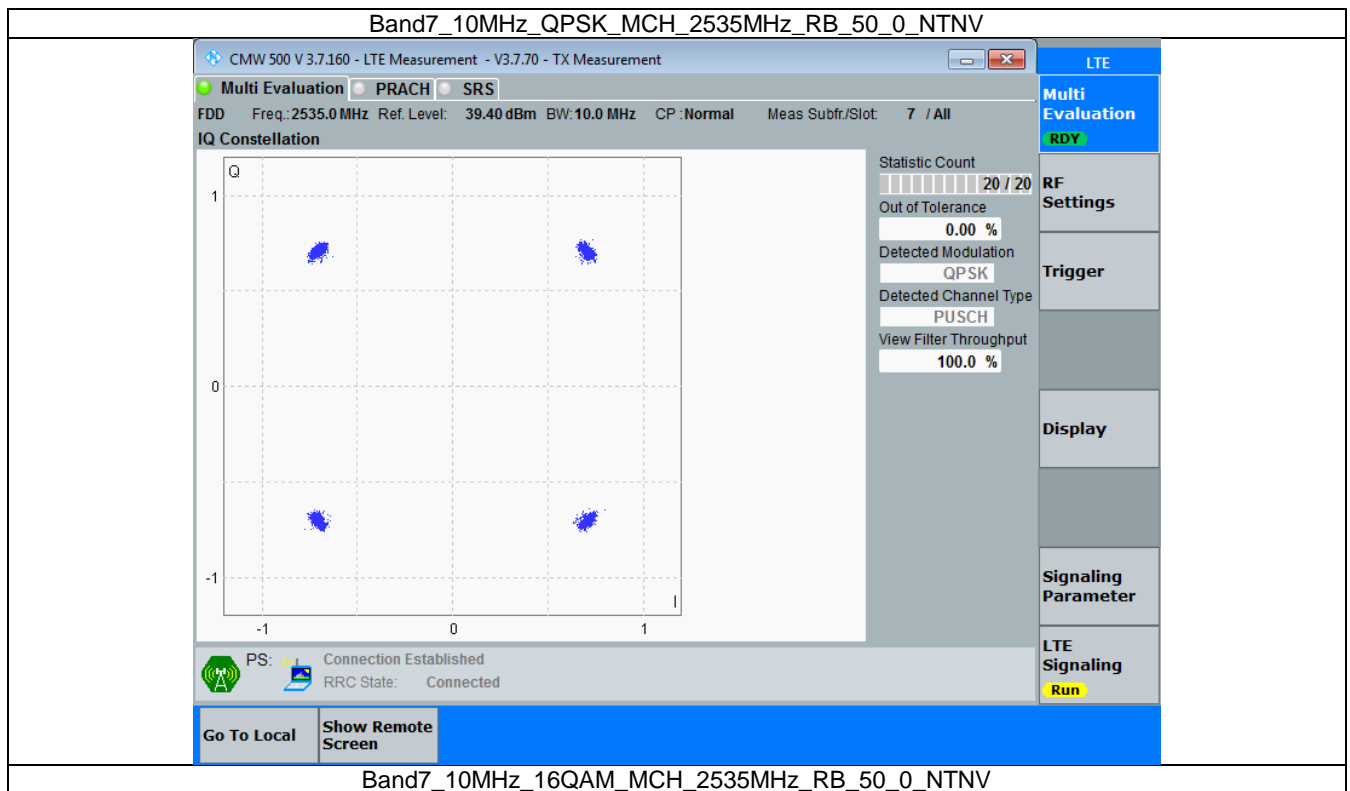 Band7_10MHz_QPSK_MCH_2535MHz_RB_50_0_NTNV
CMW 500 V 3.7.160 - LTE Measurement - V3.7.70 - TX Measurement
LTE
Multi Evaluation PRACH SRS
FDD Freq.:2535.0 MHz Ref. Level: 39.40 dBm BW:10.0 MHz CP :Normal Meas Subfr./Slot: 7 / All
IQ Constellation
Q
1
0
-1
I
-1 0 1
Statistic Count
20 / 20
Out of Tolerance
0.00 %
Detected Modulation
QPSK
Detected Channel Type
PUSCH
View Filter Throughput
100.0 %
Multi
Evaluation
RDY
RF
Settings
Trigger
Display
Signaling
Parameter
LTE
Signaling
Run
PS: Connection Established
RRC State: Connected
Go To Local
Show Remote
Screen
Band7_10MHz_16QAM_MCH_2535MHz_RB_50_0_NTNV